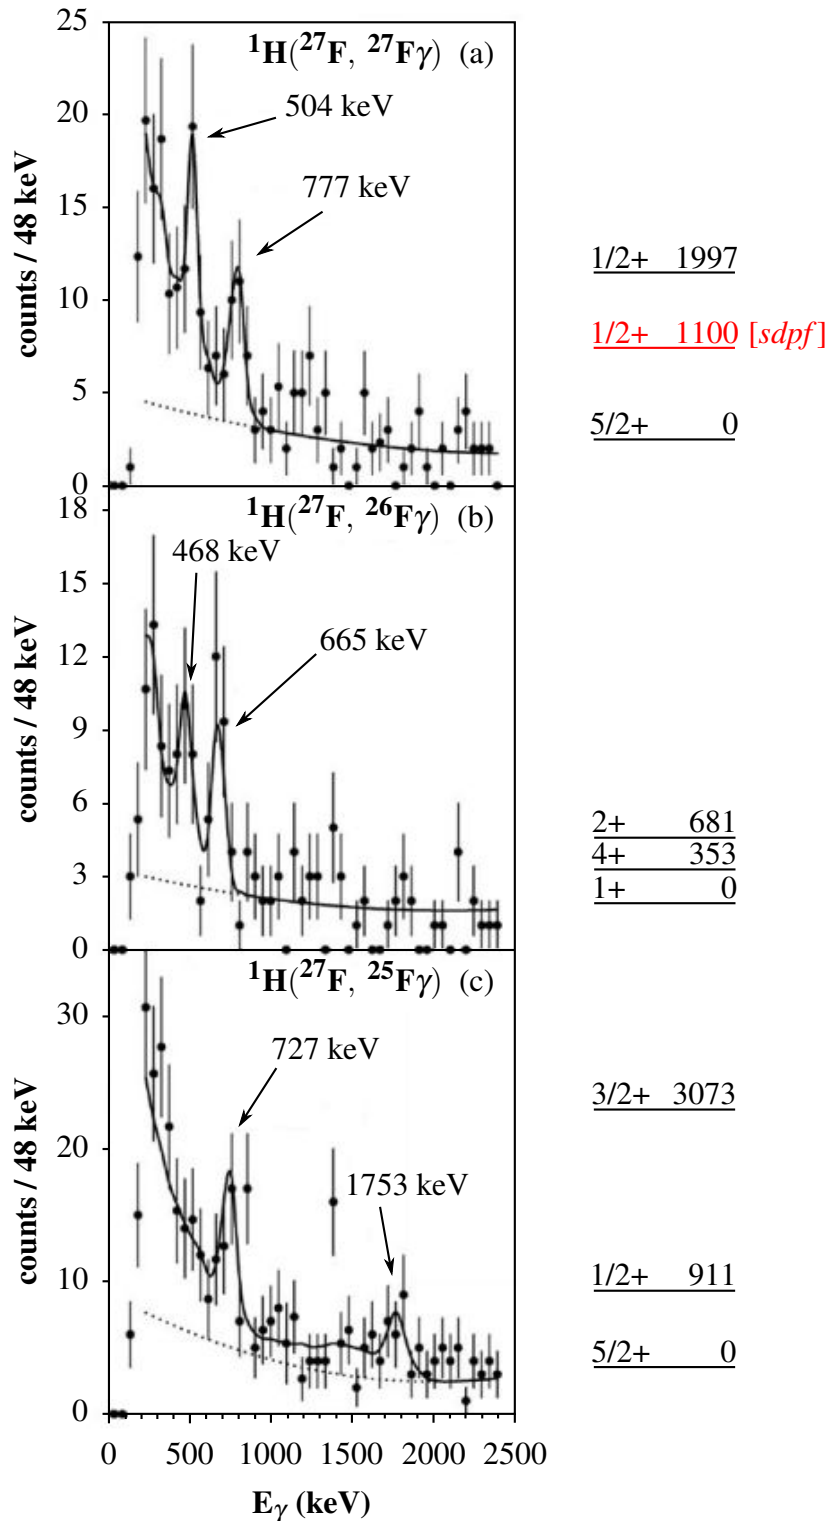 ¹H(²⁷F, ²⁷Fγ) (a)
504 keV
777 keV
25
20
15
10
5
0
counts / 48 keV
1/2+ 1997
1/2+ 1100 [sdpf]
5/2+ 0
¹H(²⁷F, ²⁶Fγ) (b)
468 keV
665 keV
18
15
12
9
6
3
0
counts / 48 keV
2+ 681
4+ 353
1+ 0
¹H(²⁷F, ²⁵Fγ) (c)
727 keV
1753 keV
30
20
10
0
counts / 48 keV
3/2+ 3073
1/2+ 911
5/2+ 0
0 500 1000 1500 2000 2500
Eγ (keV)